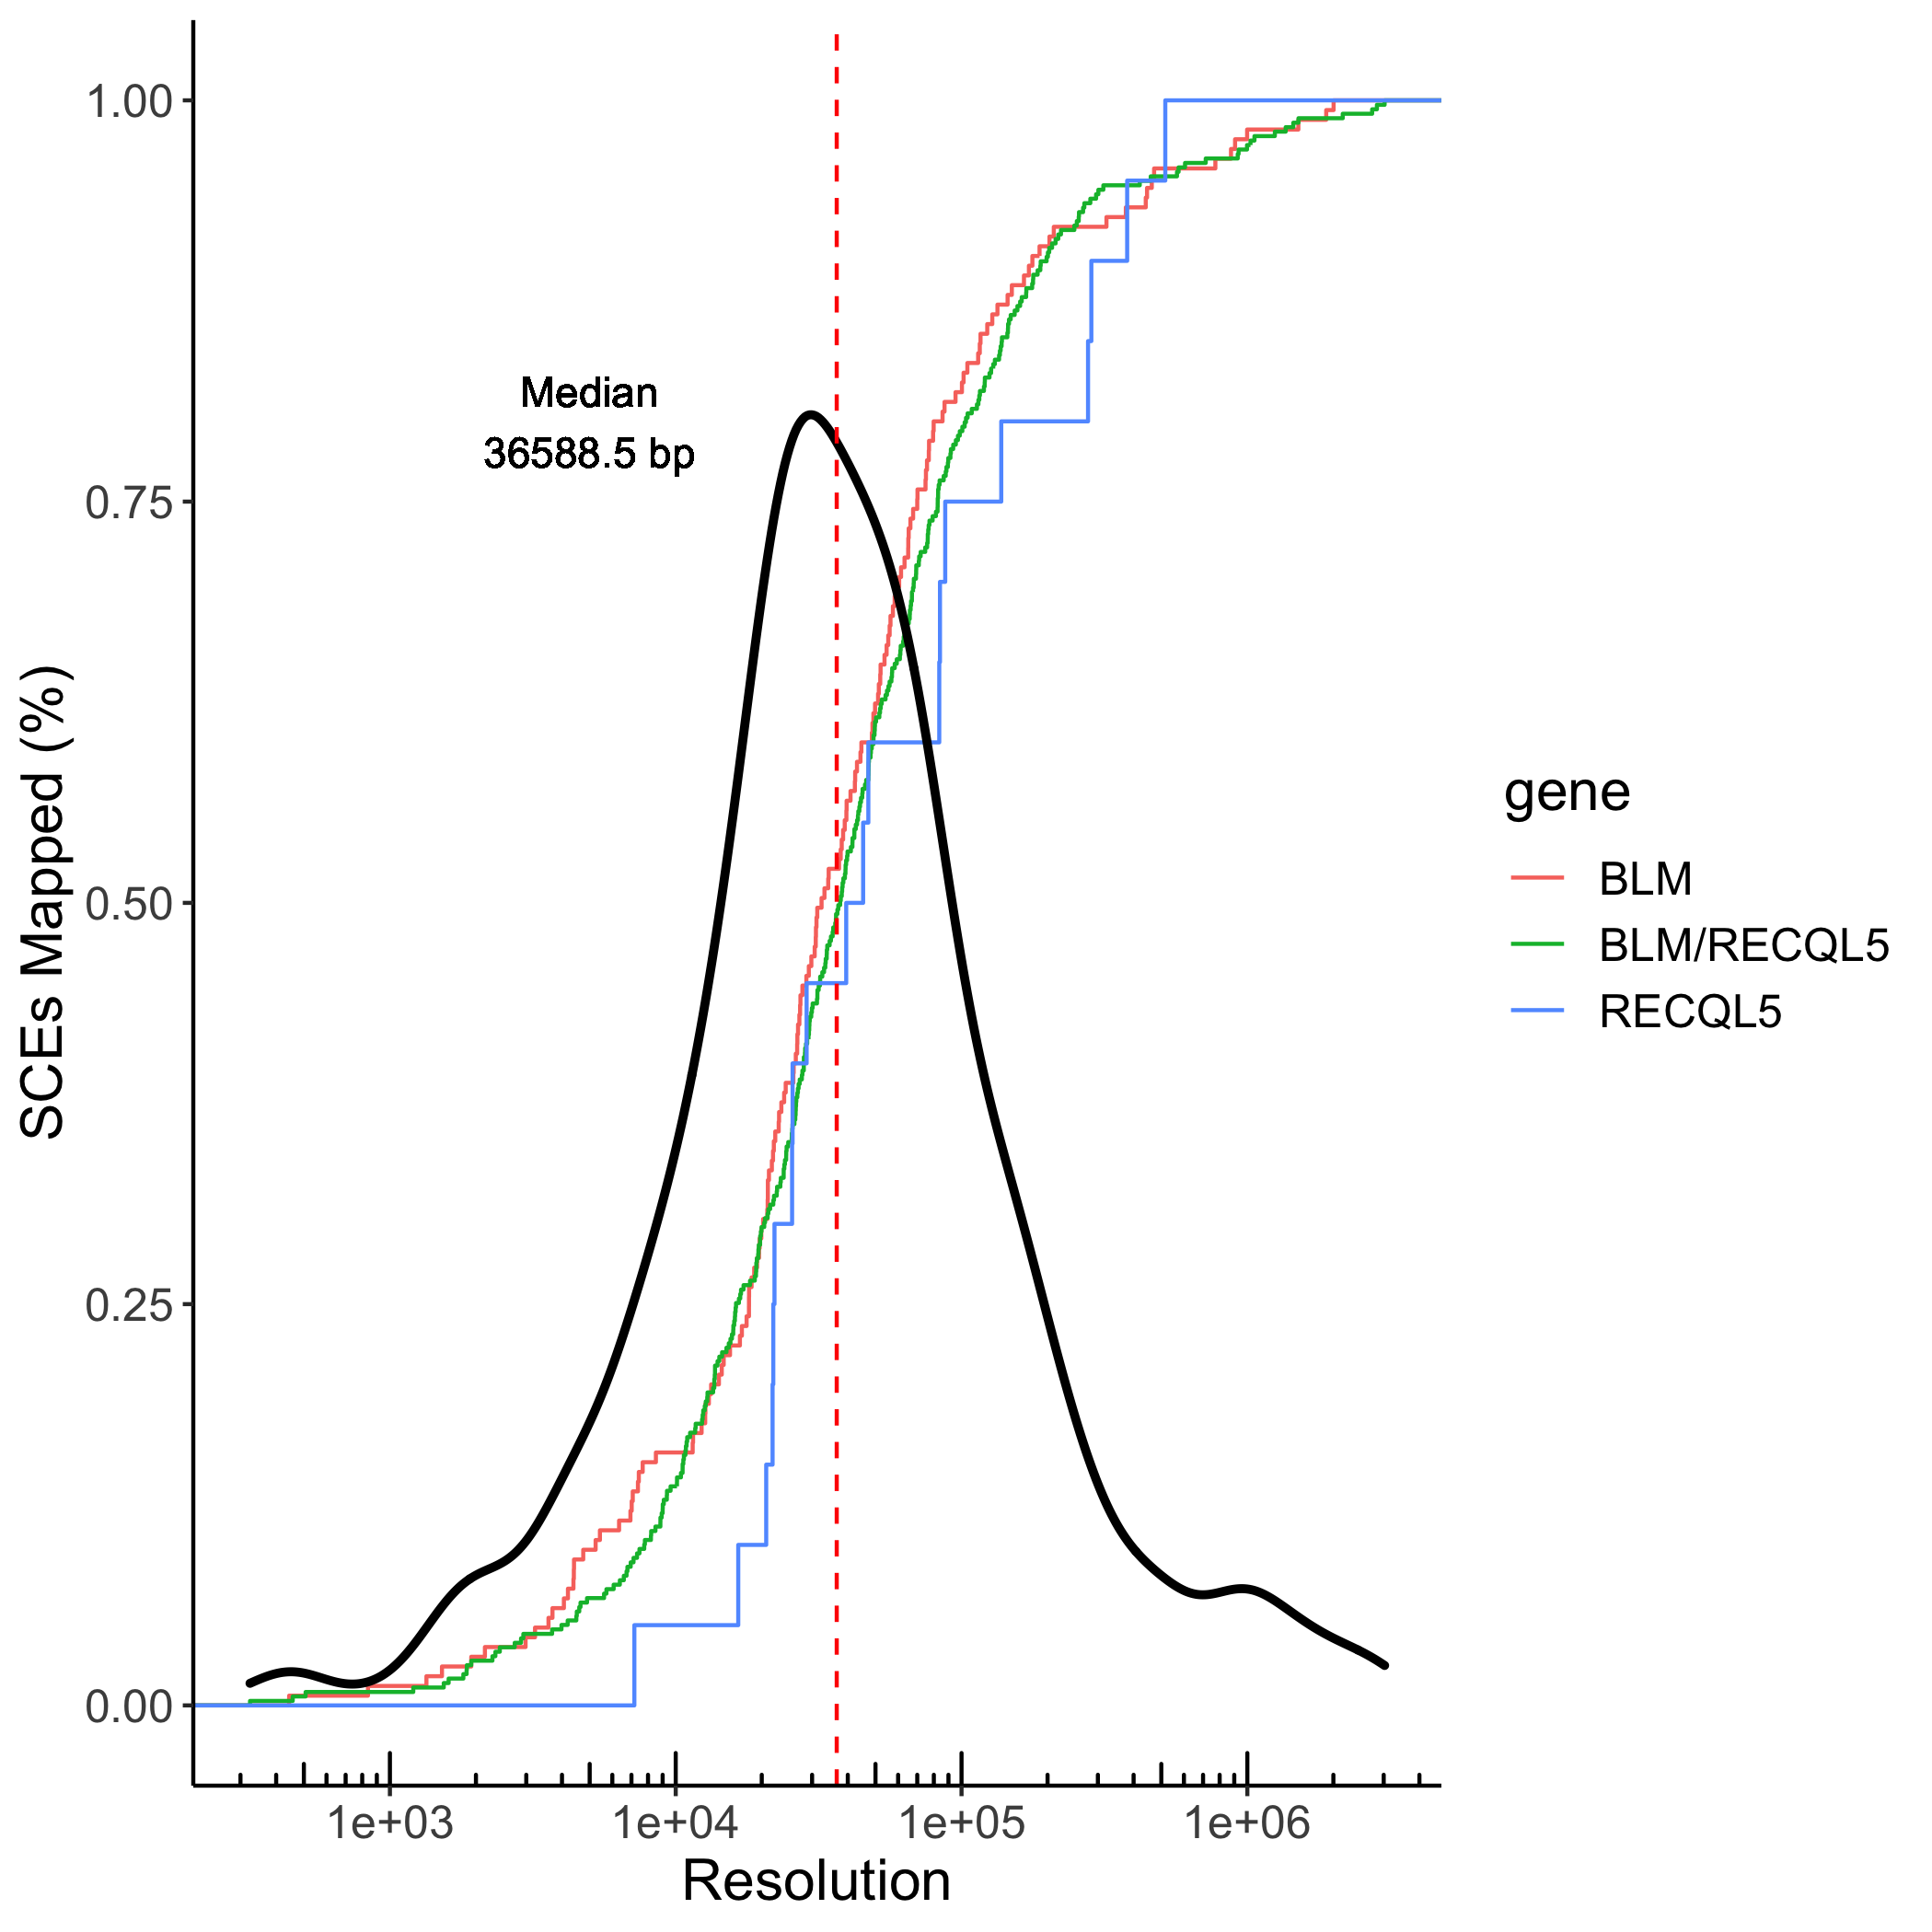 1.00
0.75
0.50
0.25
0.00
SCEs Mapped (%)
Median
36588.5 bp
1e+03
1e+04
1e+05
1e+06
Resolution
gene
BLM
BLM/RECQL5
RECQL5